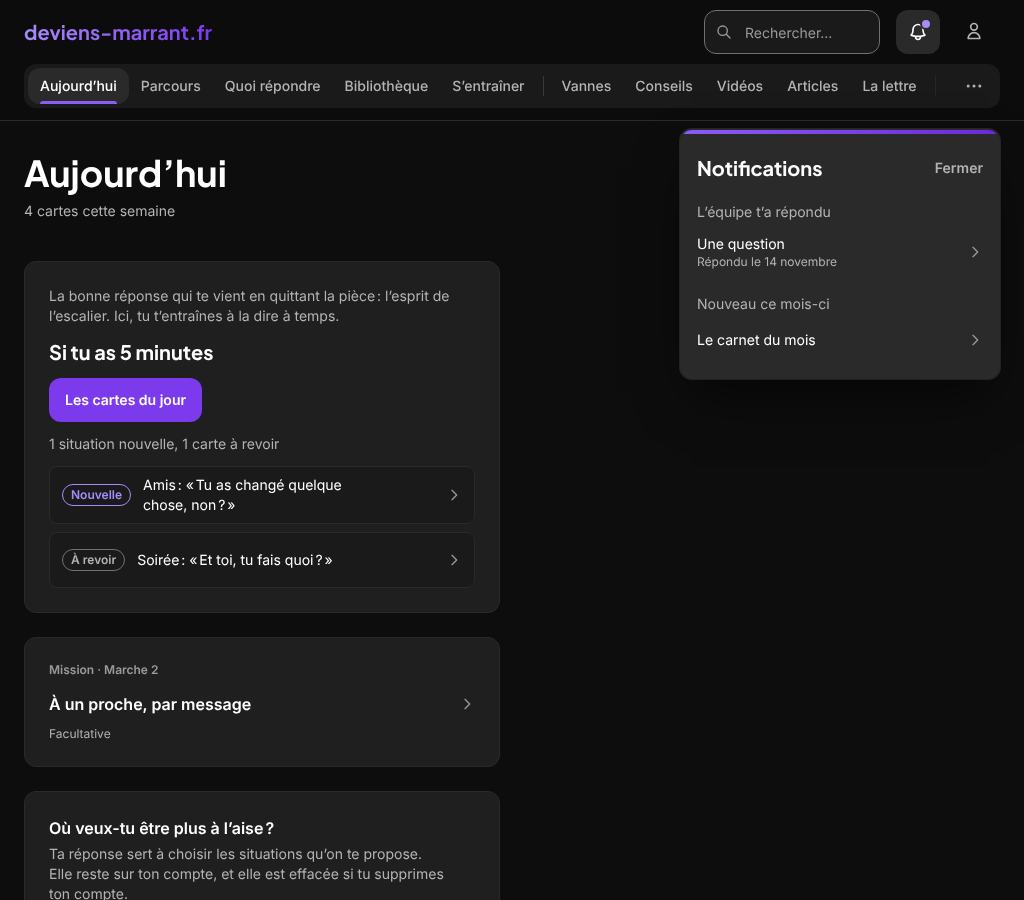 deviens-marrant.fr
Rechercher...
Aujourd’hui
Parcours
Quoi répondre
Bibliothèque
S’entraîner
Vannes
Conseils
Vidéos
Articles
La lettre
Aujourd’hui
4 cartes cette semaine
Notifications
Fermer
L’équipe t’a répondu
Une question
Répondu le 14 novembre
Nouveau ce mois-ci
Le carnet du mois
La bonne réponse qui te vient en quittant la pièce : l’esprit de
l’escalier. Ici, tu t’entraînes à la dire à temps.
Si tu as 5 minutes
Les cartes du jour
1 situation nouvelle, 1 carte à revoir
Nouvelle
Amis : « Tu as changé quelque
chose, non ? »
À revoir
Soirée : « Et toi, tu fais quoi ? »
Mission · Marche 2
À un proche, par message
Facultative
Où veux-tu être plus à l’aise ?
Ta réponse sert à choisir les situations qu’on te propose.
Elle reste sur ton compte, et elle est effacée si tu supprimes
ton compte.